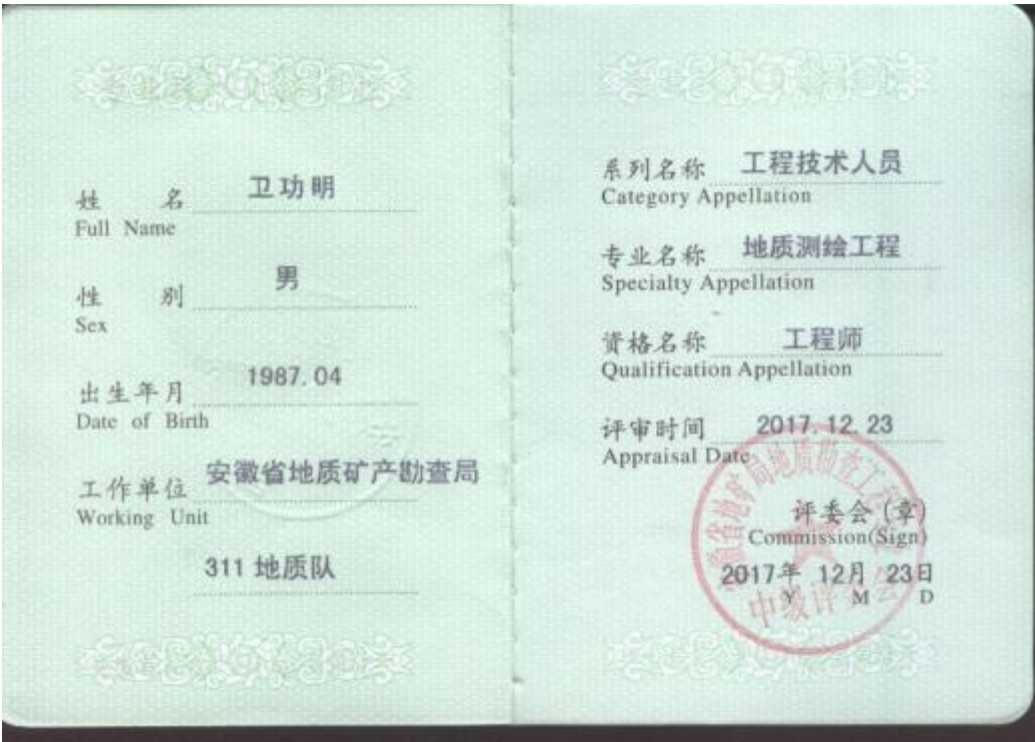 姓 名 卫功明
Full Name
性 别 男
Sex
出生年月 1987.04
Date of Birth
工作单位 安徽省地质矿产勘查局
Working Unit
311 地质队
系列名称 工程技术人员
Category Appellation
专业名称 地质测绘工程
Specialty Appellation
资格名称 工程师
Qualification Appellation
评审时间 2017.12.23
Appraisal Date
评委会(章)
Commission(Sign)
2017年 12月 23日
Y M D
中级评委会